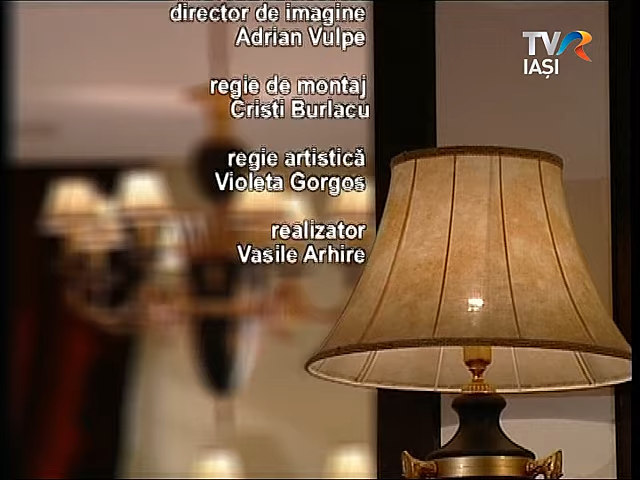 director de imagine
Adrian Vulpe
regie de montaj
Cristi Burlacu
regie artistică
Violeta Gorgos
realizator
Vasile Arhire
TVR
IAȘI